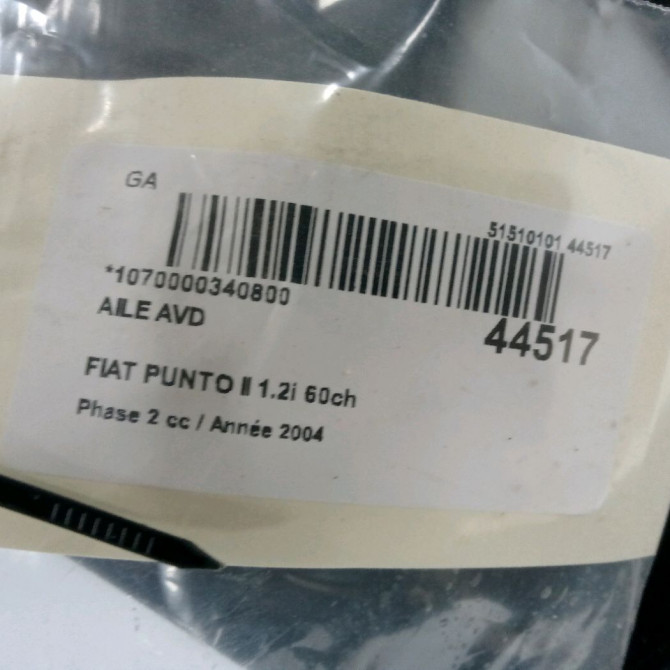 GA
51510101 44517
*1070000340800
AILE AVD
44517
FIAT PUNTO II 1.2i 60ch
Phase 2 cc / Année 2004